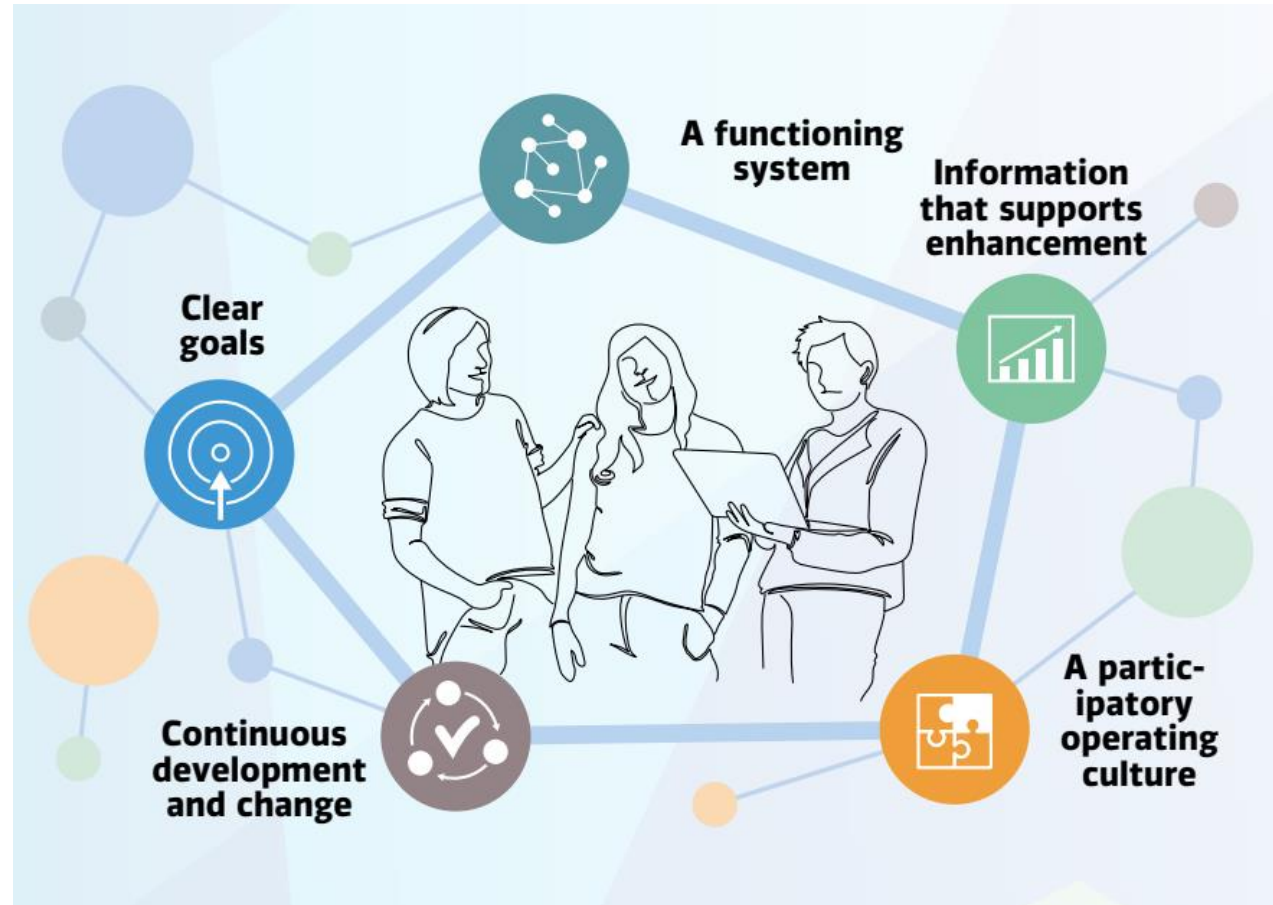 A functioning
system
Information
that supports
enhancement
Clear
goals
Continuous
development
and change
A partic-
ipatory
operating
culture